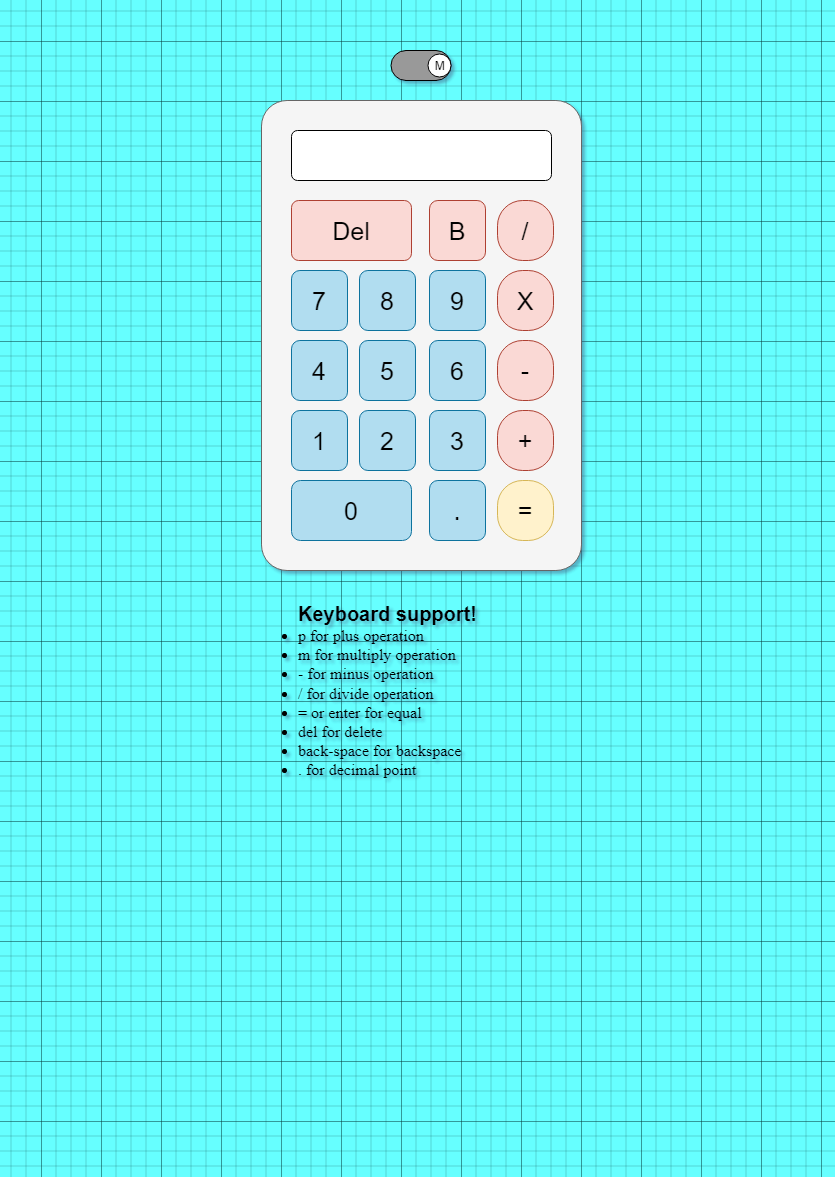 M
Del B /
7 8 9 X
4 5 6 -
1 2 3 +
0 . =
Keyboard support!
• p for plus operation
• m for multiply operation
• - for minus operation
• / for divide operation
• = or enter for equal
• del for delete
• back-space for backspace
• . for decimal point